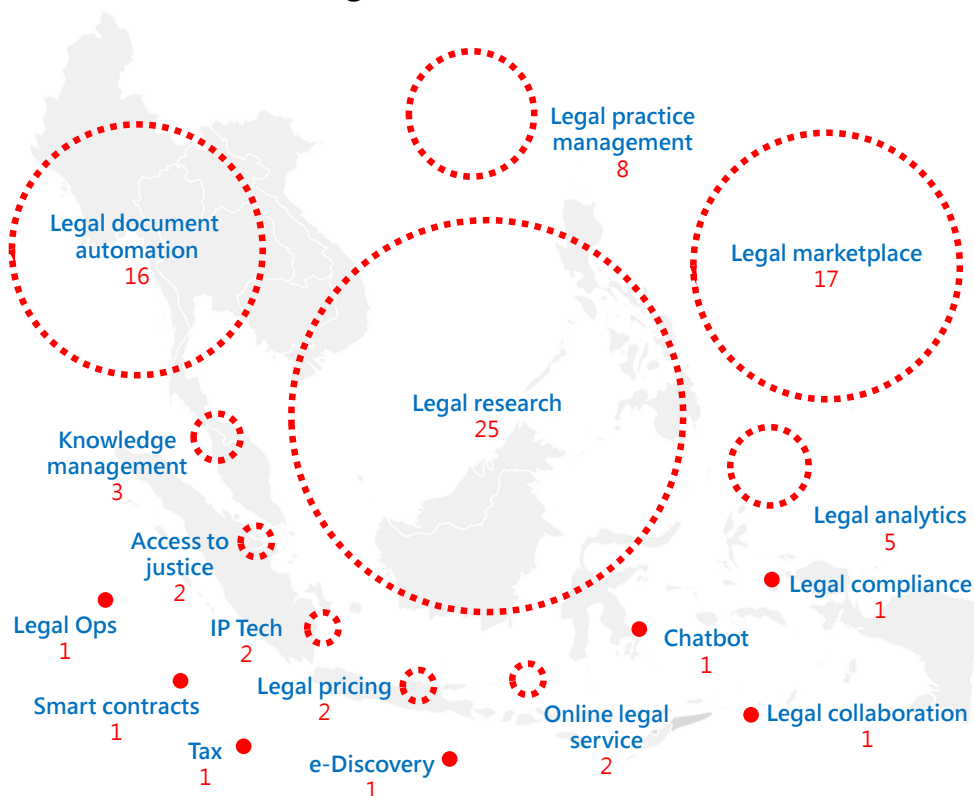 Legal practice
management
8
Legal document
automation
16
Legal marketplace
17
Legal research
25
Knowledge
management
3
Legal analytics
5
Access to
justice
2
Legal compliance
1
Legal Ops
1
IP Tech
2
Chatbot
1
Legal pricing
2
Smart contracts
1
Online legal
service
2
Legal collaboration
1
Tax
1
e-Discovery
1